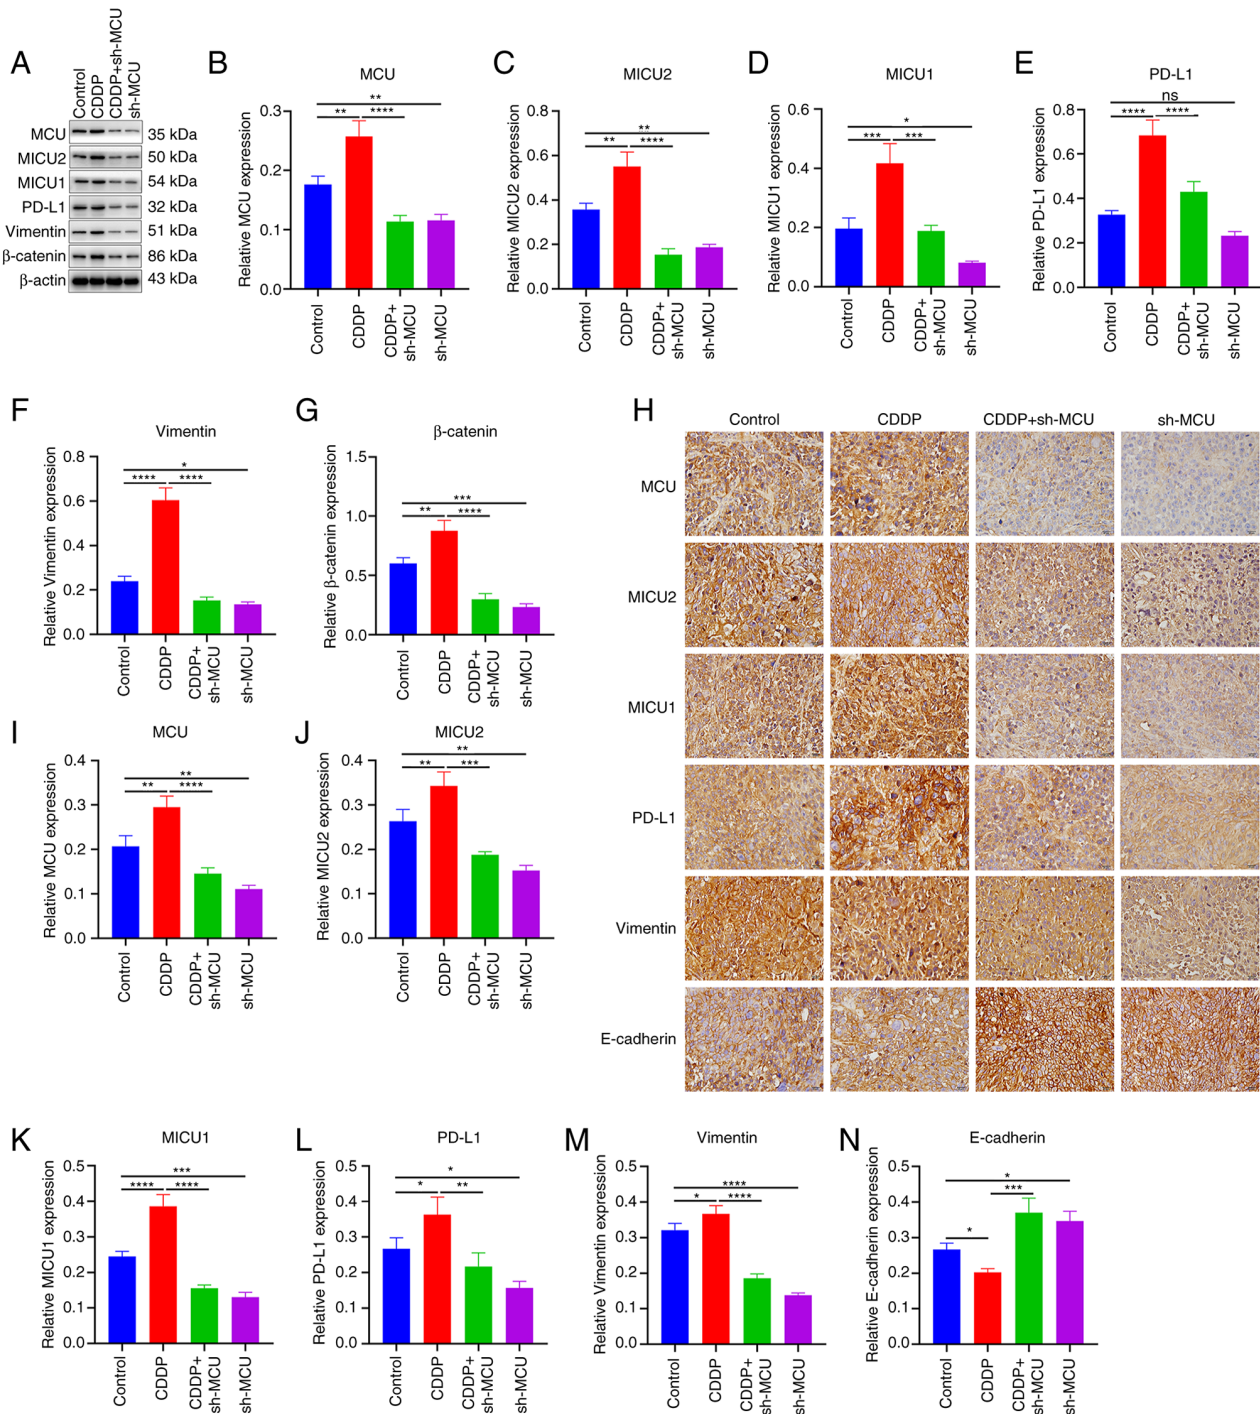 A
Control
CDDP
CDDP+sh-MCU
sh-MCU
MCU 35 kDa
MICU2 50 kDa
MICU1 54 kDa
PD-L1 32 kDa
Vimentin 51 kDa
β-catenin 86 kDa
β-actin 43 kDa
B
MCU
Relative MCU expression
0.3
0.2
0.1
0.0
**
** ****
Control
CDDP
CDDP+
sh-MCU
sh-MCU
C
MICU2
Relative MICU2 expression
0.8
0.6
0.4
0.2
0.0
**
** ****
Control
CDDP
CDDP+
sh-MCU
sh-MCU
D
MICU1
Relative MICU1 expression
0.6
0.4
0.2
0.0
*
*** ***
Control
CDDP
CDDP+
sh-MCU
sh-MCU
E
PD-L1
Relative PD-L1 expression
0.8
0.6
0.4
0.2
0.0
ns
**** ****
Control
CDDP
CDDP+
sh-MCU
sh-MCU
F
Vimentin
Relative Vimentin expression
0.8
0.6
0.4
0.2
0.0
*
**** ****
Control
CDDP
CDDP+
sh-MCU
sh-MCU
G
β-catenin
Relative β-catenin expression
1.5
1.0
0.5
0.0
***
** ****
Control
CDDP
CDDP+
sh-MCU
sh-MCU
H
Control CDDP CDDP+sh-MCU sh-MCU
MCU
MICU2
MICU1
PD-L1
Vimentin
E-cadherin
I
MCU
Relative MCU expression
0.4
0.3
0.2
0.1
0.0
**
** ****
Control
CDDP
CDDP+
sh-MCU
sh-MCU
J
MICU2
Relative MICU2 expression
0.4
0.3
0.2
0.1
0.0
**
** ***
Control
CDDP
CDDP+
sh-MCU
sh-MCU
K
MICU1
Relative MICU1 expression
0.5
0.4
0.3
0.2
0.1
0.0
***
**** ****
Control
CDDP
CDDP+
sh-MCU
sh-MCU
L
PD-L1
Relative PD-L1 expression
0.5
0.4
0.3
0.2
0.1
0.0
*
* **
Control
CDDP
CDDP+
sh-MCU
sh-MCU
M
Vimentin
Relative Vimentin expression
0.5
0.4
0.3
0.2
0.1
0.0
****
* ****
Control
CDDP
CDDP+
sh-MCU
sh-MCU
N
E-cadherin
Relative E-cadherin expression
0.5
0.4
0.3
0.2
0.1
0.0
*
***
*
Control
CDDP
CDDP+
sh-MCU
sh-MCU